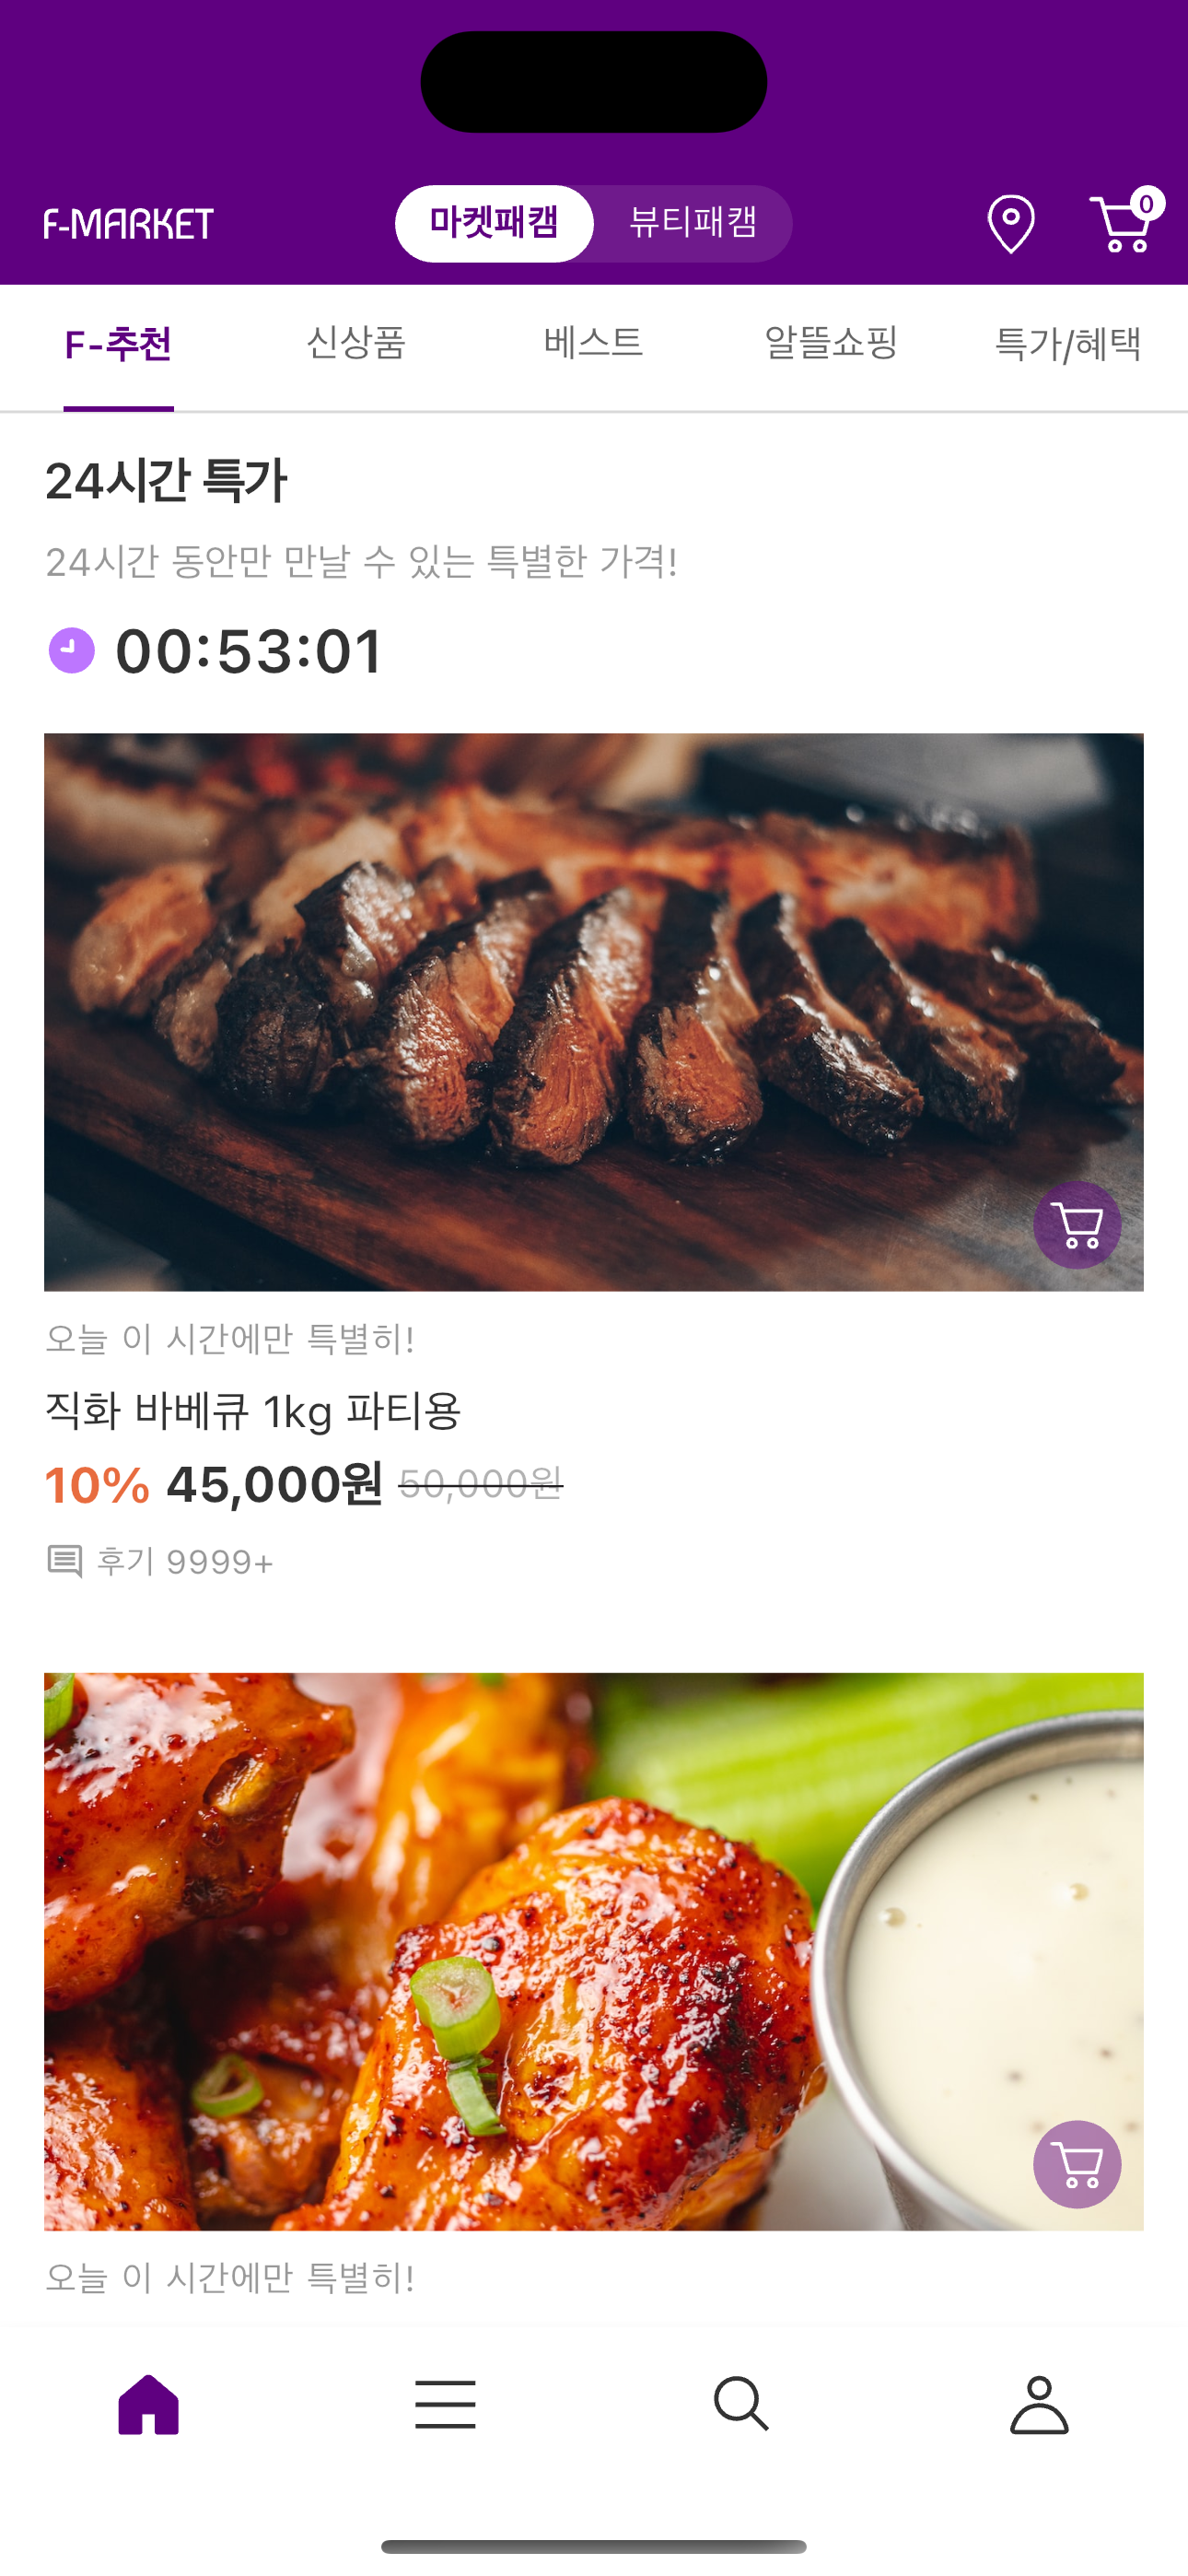 F-MARKET
마켓패캠
뷰티패캠
0
F-추천
신상품
베스트
알뜰쇼핑
특가/혜택
24시간 특가
24시간 동안만 만날 수 있는 특별한 가격!
00:53:01
오늘 이 시간에만 특별히!
직화 바베큐 1kg 파티용
10% 45,000원 50,000원
후기 9999+
오늘 이 시간에만 특별히!